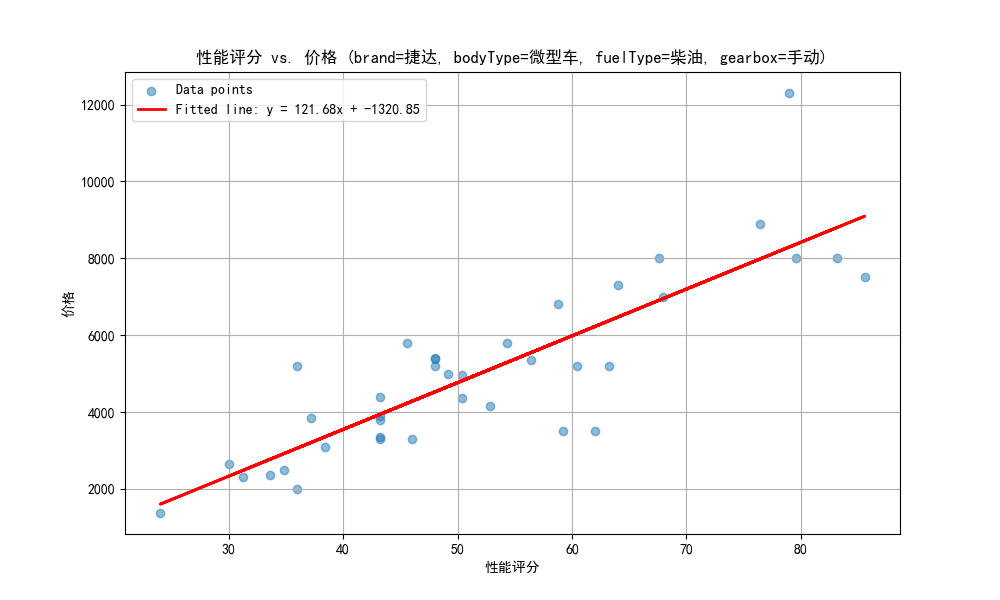 性能评分 vs. 价格 (brand=捷达, bodyType=微型车, fuelType=柴油, gearbox=手动)
Data points
Fitted line: y = 121.68x + -1320.85
12000
10000
8000
6000
4000
2000
价格
30 40 50 60 70 80
性能评分